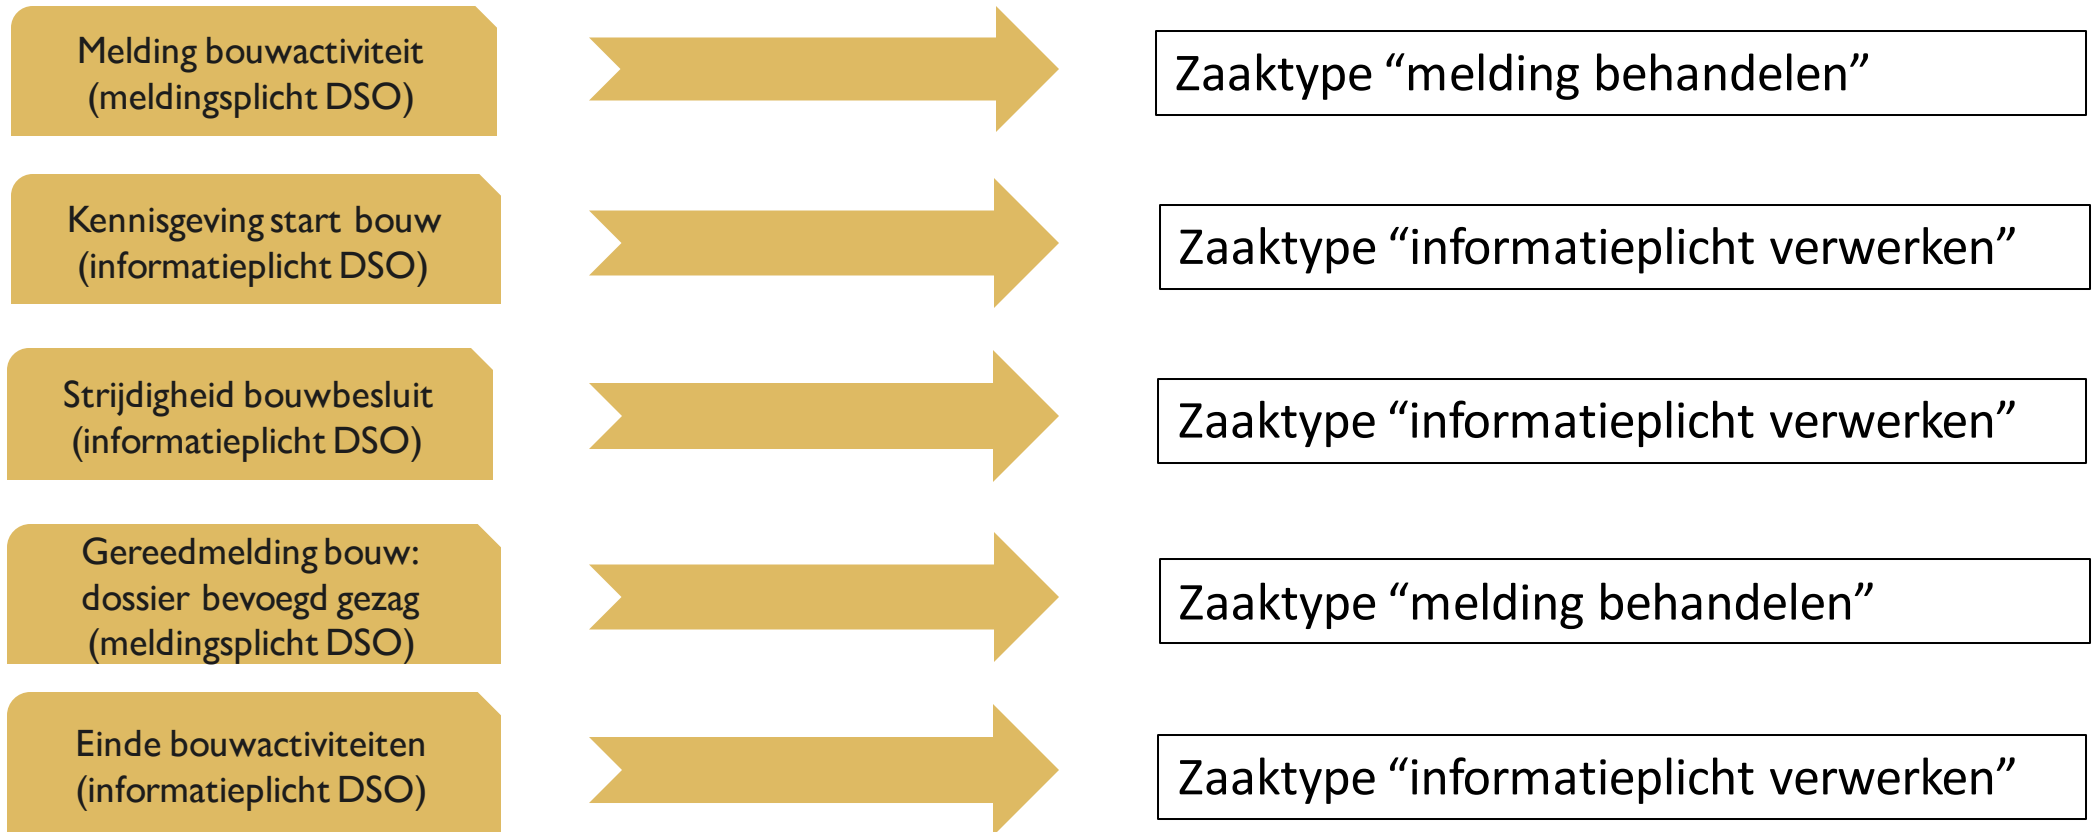 Melding bouwactiviteit
(meldingsplicht DSO)
Zaaktype “melding behandelen”
Kennisgeving start bouw
(informatieplicht DSO)
Zaaktype “informatieplicht verwerken”
Strijdigheid bouwbesluit
(informatieplicht DSO)
Zaaktype “informatieplicht verwerken”
Gereedmelding bouw:
dossier bevoegd gezag
(meldingsplicht DSO)
Zaaktype “melding behandelen”
Einde bouwactiviteiten
(informatieplicht DSO)
Zaaktype “informatieplicht verwerken”